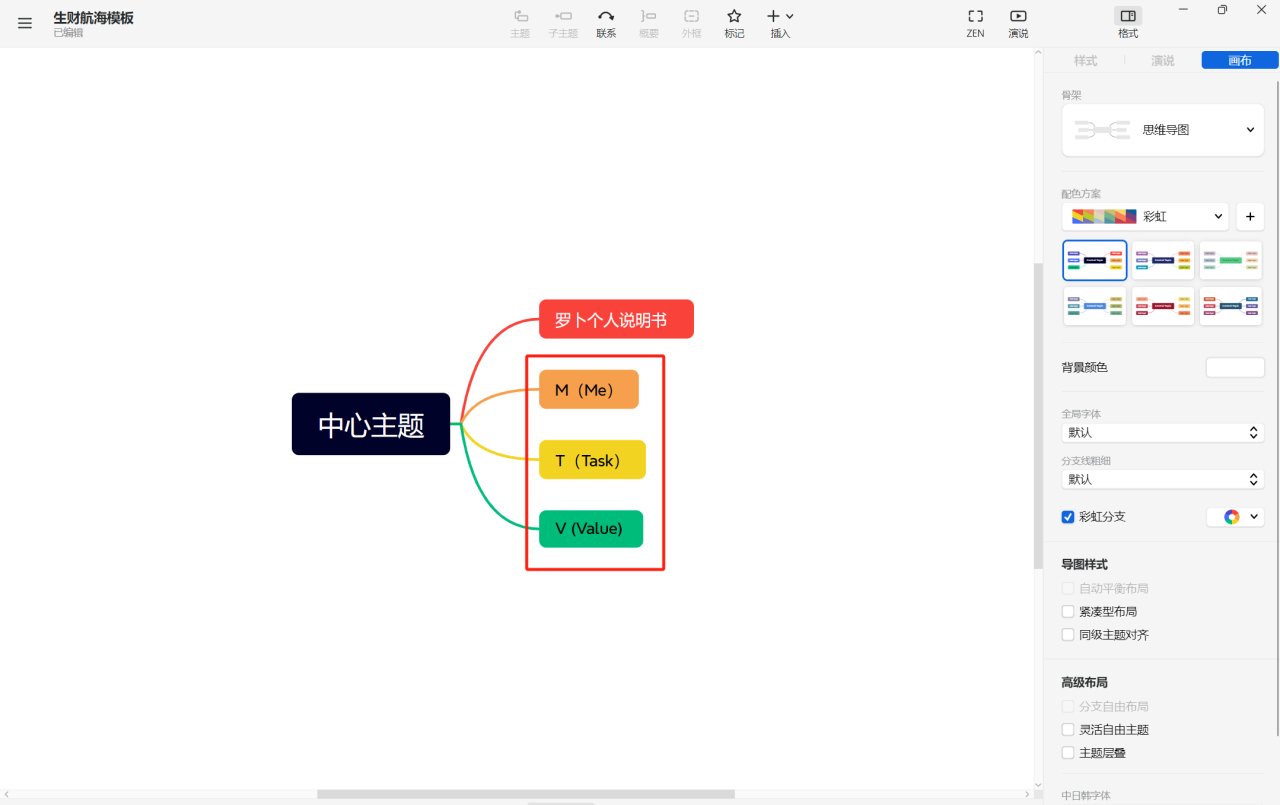 生财航海模板
已编辑
主题
子主题
联系
概要
外框
标记
插入
ZEN
演说
格式
样式
演说
画布
骨架
思维导图
配色方案
彩虹
背景颜色
全局字体
默认
分支线粗细
默认
彩虹分支
导图样式
自动平衡布局
紧凑型布局
同级主题对齐
高级布局
分支自由布局
灵活自由主题
主题层叠
中日韩字体
中心主题
罗卜个人说明书
M（Me）
T（Task）
V (Value)